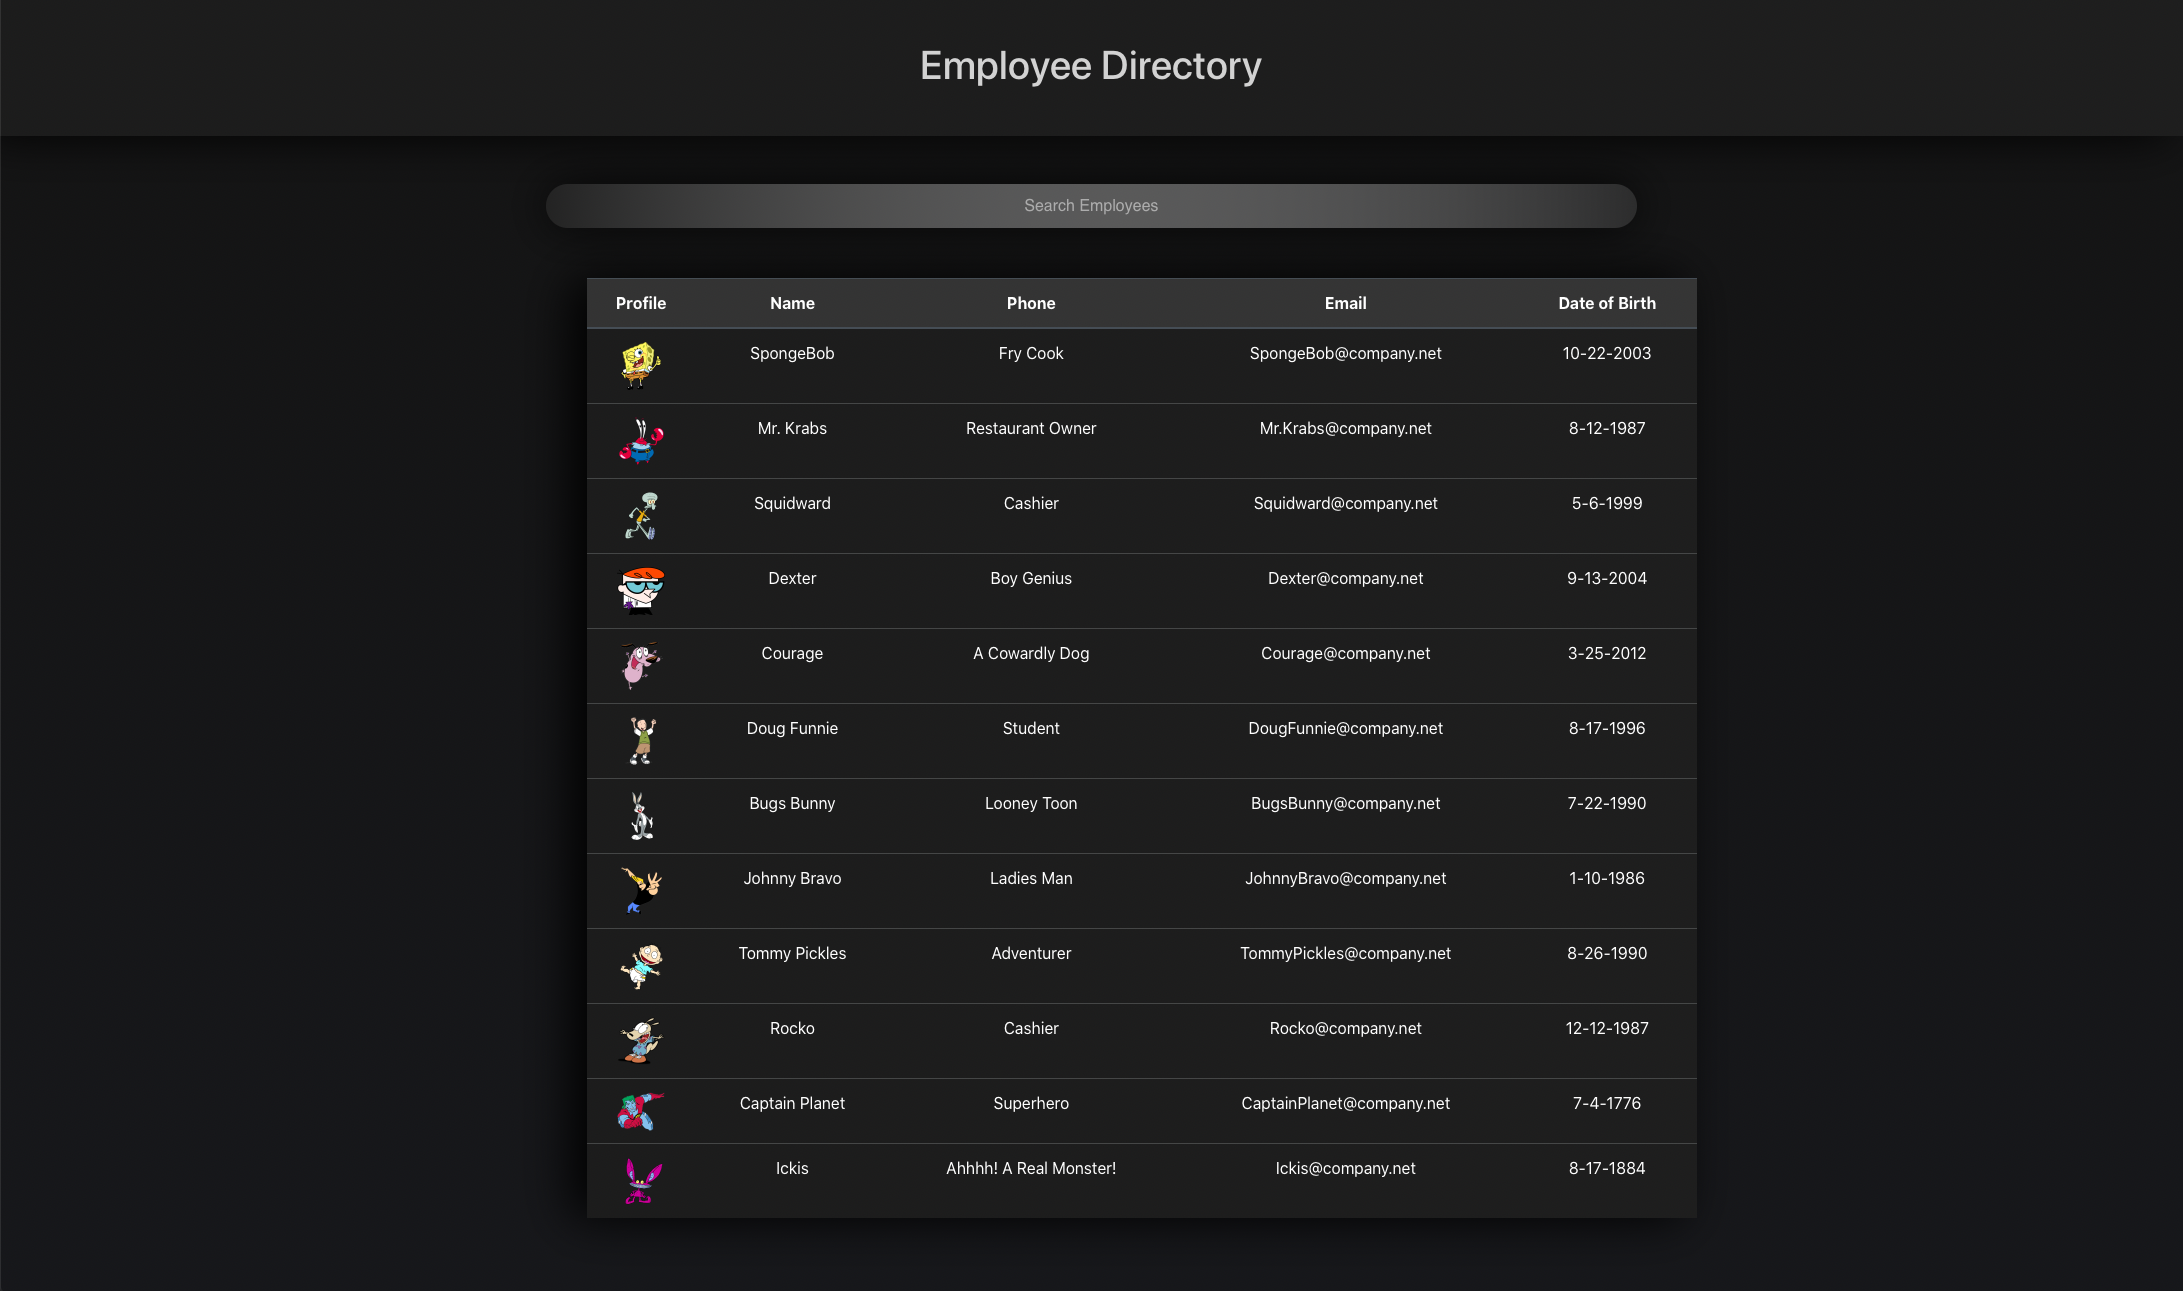 Employee Directory
Search Employees
Profile Name Phone Email Date of Birth
SpongeBob Fry Cook SpongeBob@company.net 10-22-2003
Mr. Krabs Restaurant Owner Mr.Krabs@company.net 8-12-1987
Squidward Cashier Squidward@company.net 5-6-1999
Dexter Boy Genius Dexter@company.net 9-13-2004
Courage A Cowardly Dog Courage@company.net 3-25-2012
Doug Funnie Student DougFunnie@company.net 8-17-1996
Bugs Bunny Looney Toon BugsBunny@company.net 7-22-1990
Johnny Bravo Ladies Man JohnnyBravo@company.net 1-10-1986
Tommy Pickles Adventurer TommyPickles@company.net 8-26-1990
Rocko Cashier Rocko@company.net 12-12-1987
Captain Planet Superhero CaptainPlanet@company.net 7-4-1776
Ickis Ahhhh! A Real Monster! Ickis@company.net 8-17-1884